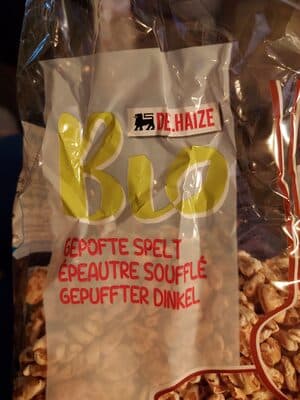 DELHAIZE
Bio
GEPOFTE SPELT
ÉPEAUTRE SOUFFLÉ
GEPUFFTER DINKEL